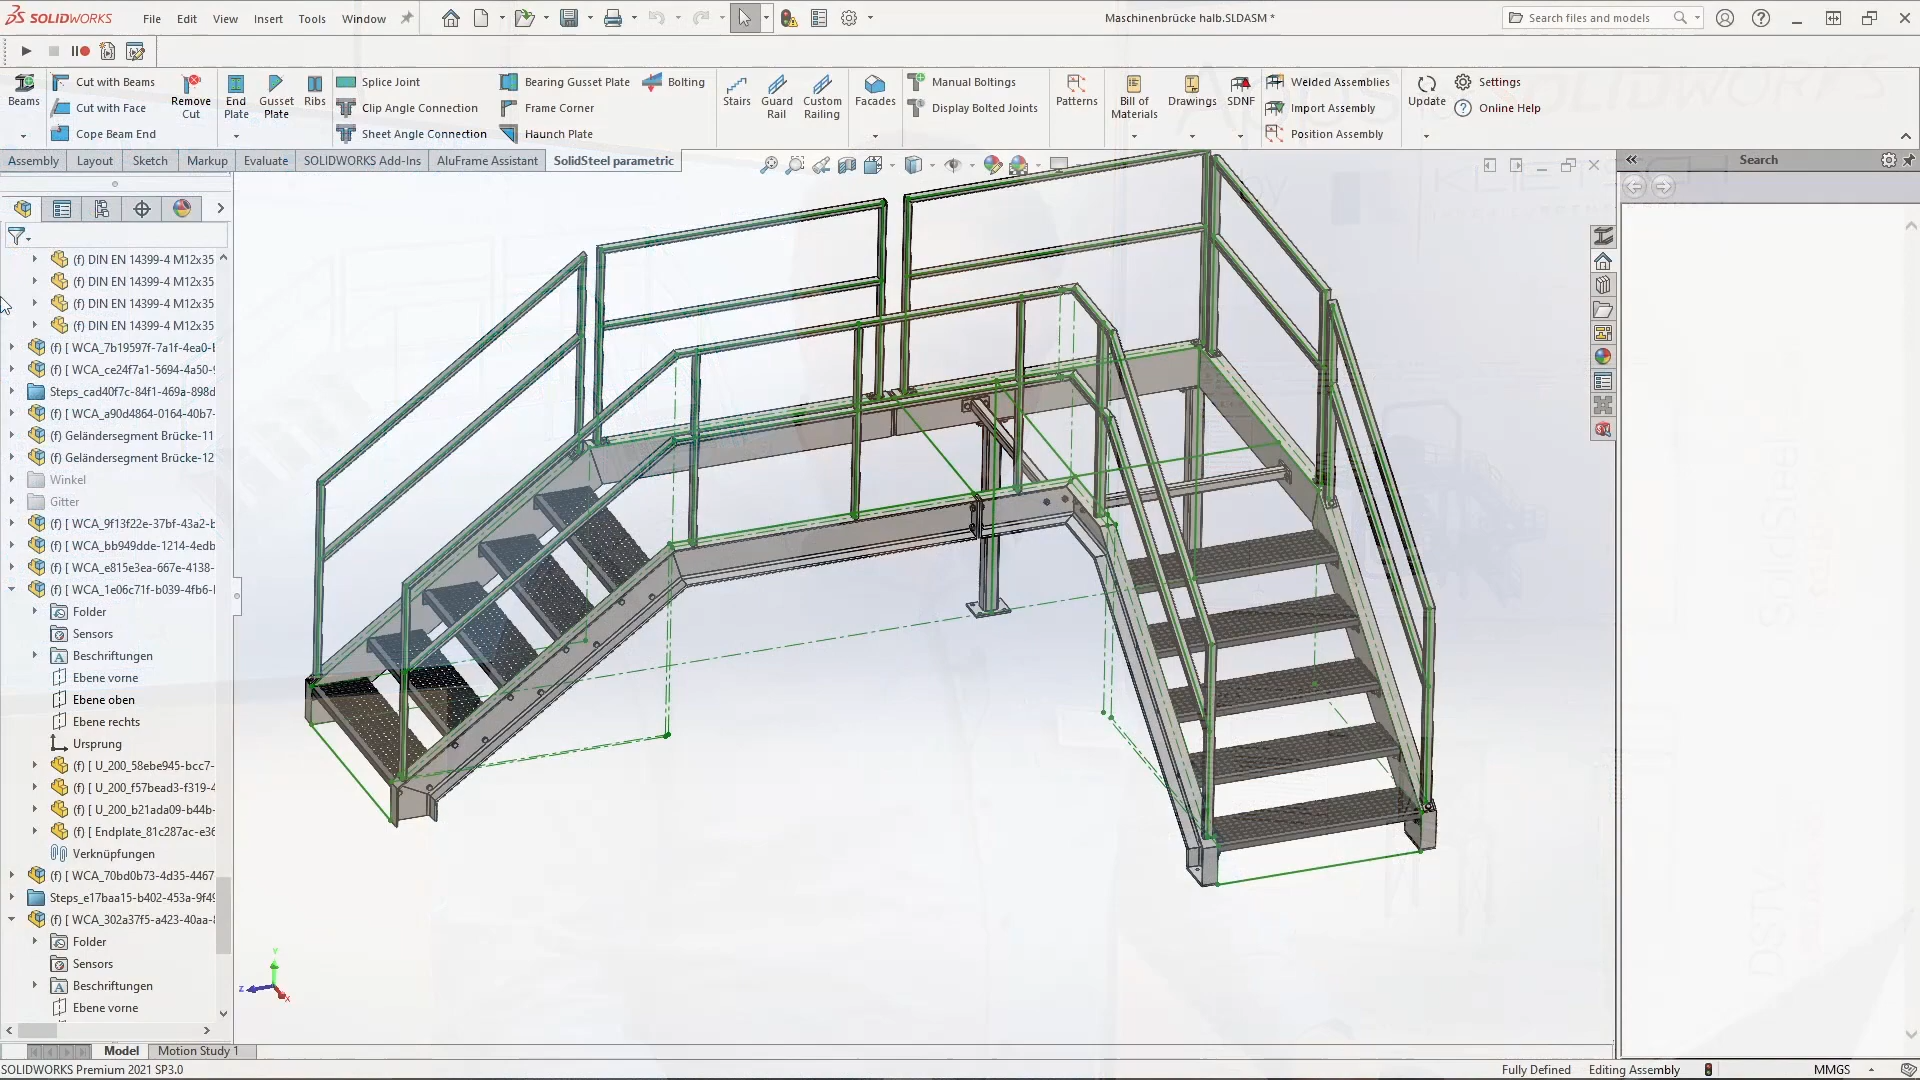 SOLIDWORKS
File Edit View Insert Tools Window
Maschinenbrücke halb.SLDASM *
Search files and models
Beams
Cut with Beams
Cut with Face
Cope Beam End
Remove Cut
End Plate
Gusset Plate
Ribs
Splice Joint
Clip Angle Connection
Sheet Angle Connection
Bearing Gusset Plate
Frame Corner
Haunch Plate
Bolting
Stairs
Guard Rail
Custom Railing
Facades
Manual Boltings
Display Bolted Joints
Patterns
Bill of Materials
Drawings
SDNF
Welded Assemblies
Import Assembly
Position Assembly
Update
Settings
Online Help
Assembly Layout Sketch Markup Evaluate SOLIDWORKS Add-Ins AluFrame Assistant SolidSteel parametric
Search
(f) DIN EN 14399-4 M12x35
(f) DIN EN 14399-4 M12x35
(f) DIN EN 14399-4 M12x35
(f) DIN EN 14399-4 M12x35
(f) [ WCA_7b19597f-7a1f-4ea0-b
(f) [ WCA_ce24f7a1-5694-4a50-9
Steps_cad40f7c-84f1-469a-898d
(f) [ WCA_a90d4864-0164-40b7-
(f) Geländersegment Brücke-11
(f) Geländersegment Brücke-12
Winkel
Gitter
(f) [ WCA_9f13f22e-37bf-43a2-b
(f) [ WCA_bb949dde-1214-4edb
(f) [ WCA_e815e3ea-667e-4138-
(f) [ WCA_1e06c71f-b039-4fb6-
Folder
Sensors
Beschriftungen
Ebene vorne
Ebene oben
Ebene rechts
Ursprung
(f) [ U_200_58ebe945-bcc7-
(f) [ U_200_f57bead3-f319-4
(f) [ U_200_b21ada09-b44b-
(f) [ Endplate_81c287ac-e36
Verknüpfungen
(f) [ WCA_70bd0b73-4d35-4467
Steps_e17baa15-b402-453a-9f49
(f) [ WCA_302a37f5-a423-40aa-
Folder
Sensors
Beschriftungen
Ebene vorne
Y
Z
X
Model Motion Study 1
SOLIDWORKS Premium 2021 SP3.0
Fully Defined Editing Assembly MMGS